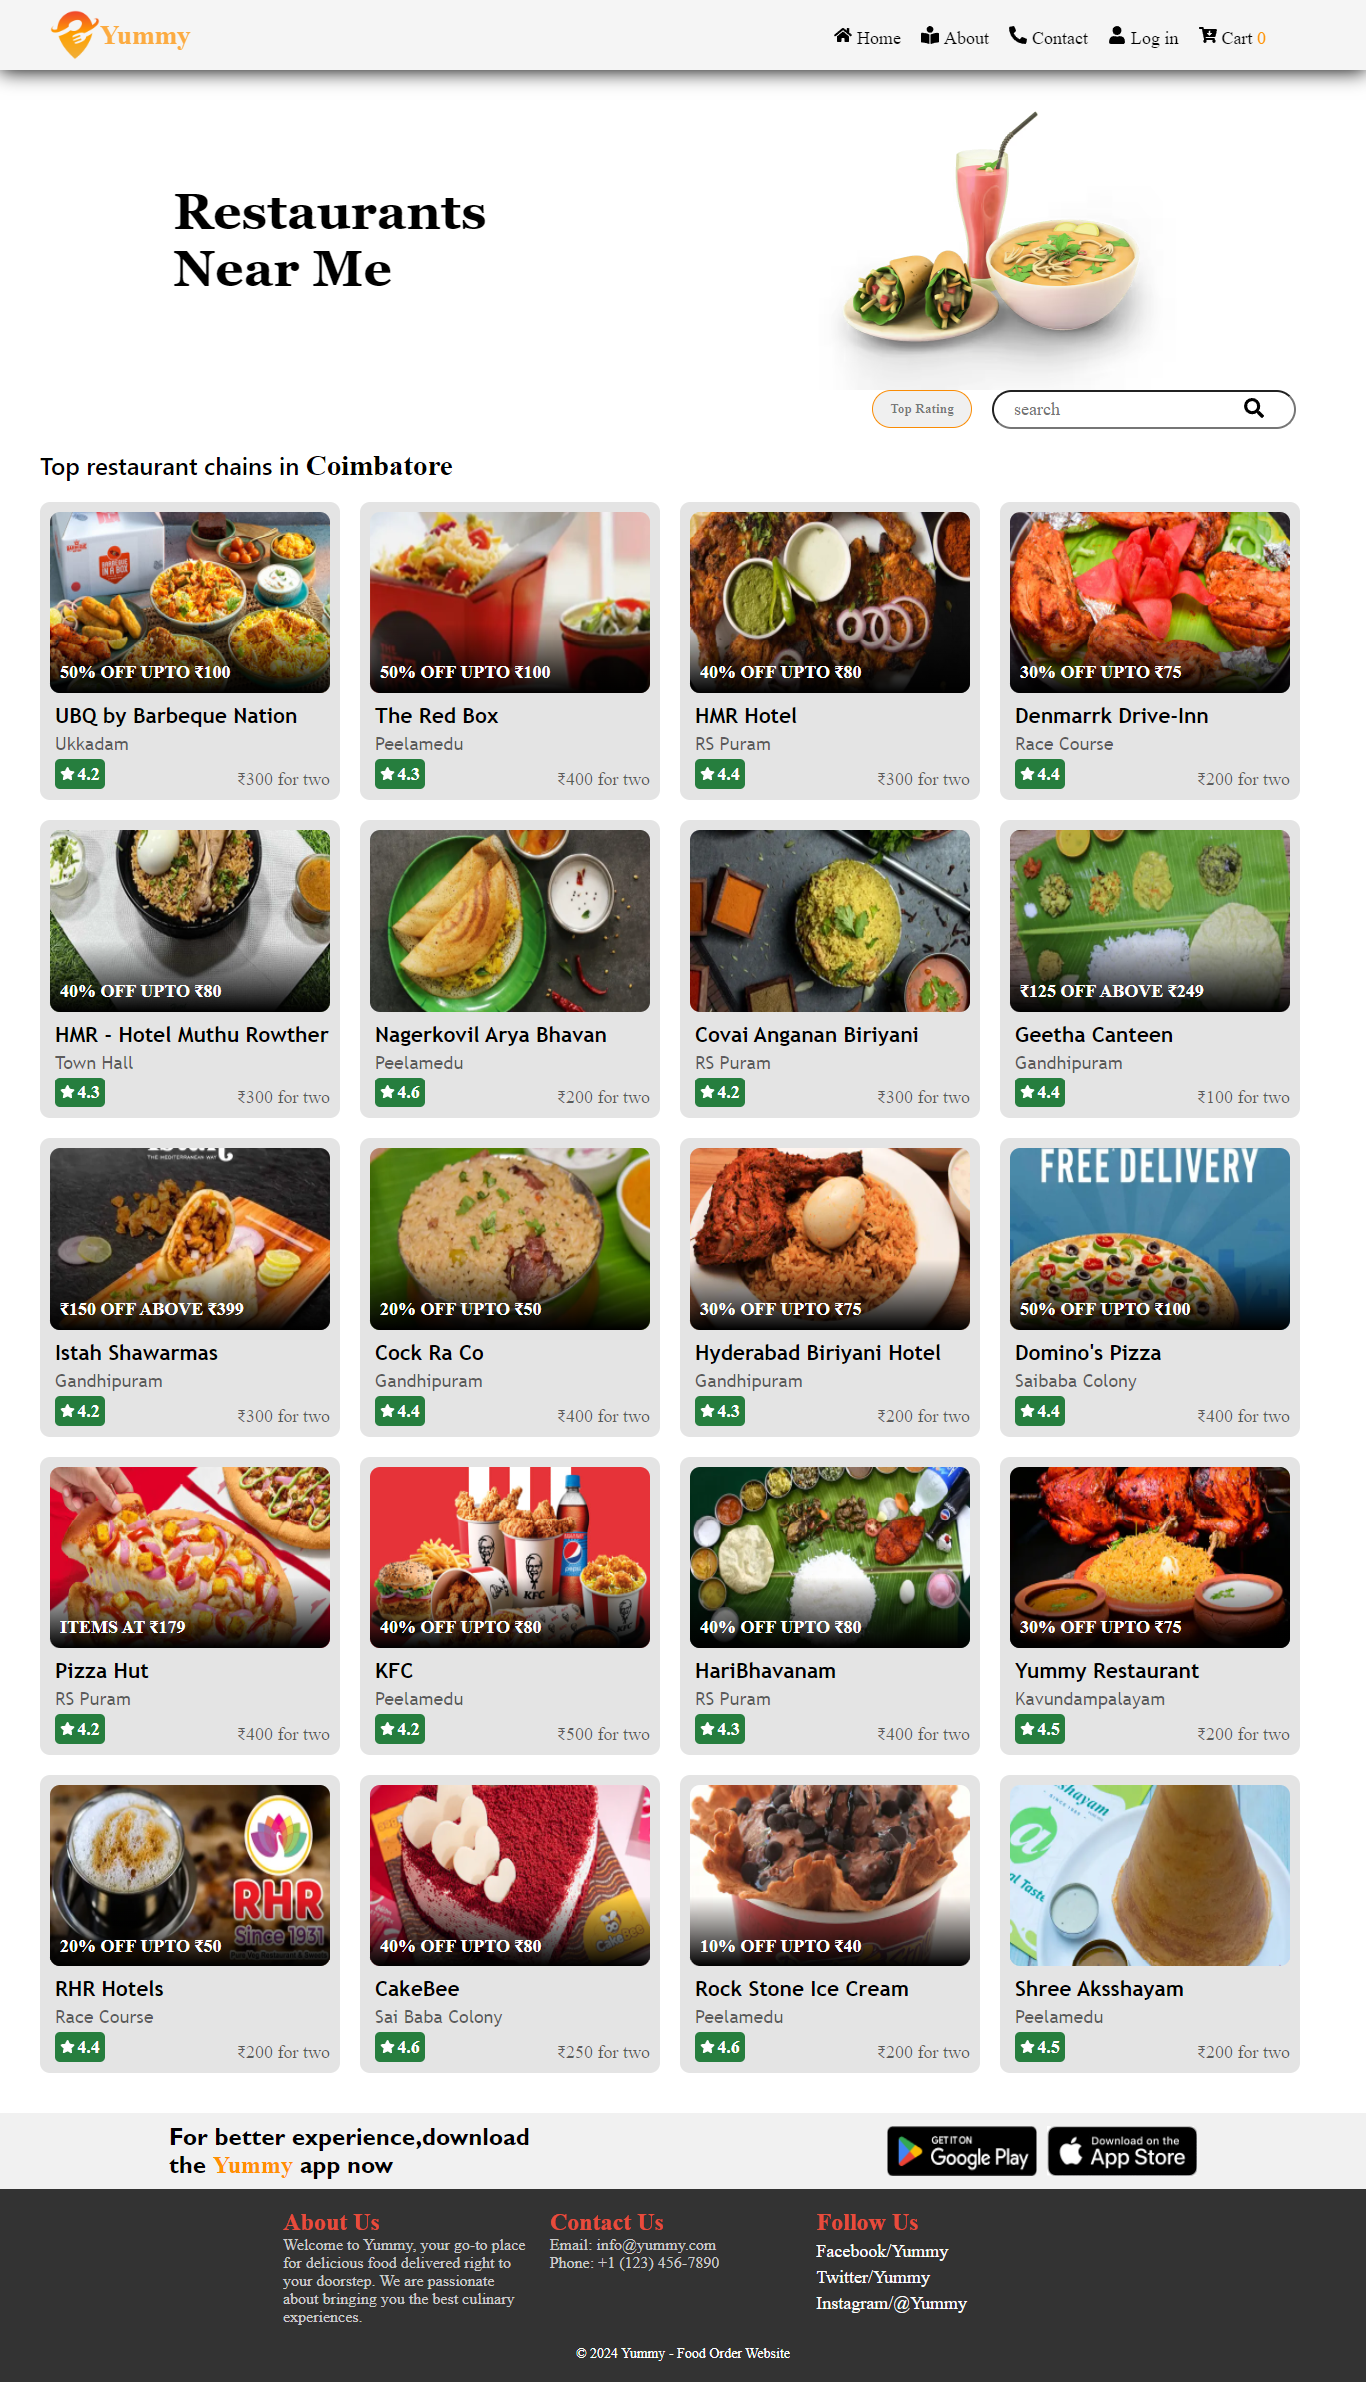 Yummy
Home About Contact Log in Cart 0
Restaurants
Near Me
Top Rating search
Top restaurant chains in Coimbatore
50% OFF UPTO ₹100
UBQ by Barbeque Nation
Ukkadam
4.2 ₹300 for two
50% OFF UPTO ₹100
The Red Box
Peelamedu
4.3 ₹400 for two
40% OFF UPTO ₹80
HMR Hotel
RS Puram
4.4 ₹300 for two
30% OFF UPTO ₹75
Denmarrk Drive-Inn
Race Course
4.4 ₹200 for two
40% OFF UPTO ₹80
HMR - Hotel Muthu Rowther
Town Hall
4.3 ₹300 for two
Nagerkovil Arya Bhavan
Peelamedu
4.6 ₹200 for two
Covai Anganan Biriyani
RS Puram
4.2 ₹300 for two
₹125 OFF ABOVE ₹249
Geetha Canteen
Gandhipuram
4.4 ₹100 for two
THE MEDITERRANEAN WAY
₹150 OFF ABOVE ₹399
Istah Shawarmas
Gandhipuram
4.2 ₹300 for two
20% OFF UPTO ₹50
Cock Ra Co
Gandhipuram
4.4 ₹400 for two
30% OFF UPTO ₹75
Hyderabad Biriyani Hotel
Gandhipuram
4.3 ₹200 for two
FREE DELIVERY
50% OFF UPTO ₹100
Domino's Pizza
Saibaba Colony
4.4 ₹400 for two
ITEMS AT ₹179
Pizza Hut
RS Puram
4.2 ₹400 for two
KFC
pepsi
40% OFF UPTO ₹80
KFC
Peelamedu
4.2 ₹500 for two
40% OFF UPTO ₹80
HariBhavanam
RS Puram
4.3 ₹400 for two
30% OFF UPTO ₹75
Yummy Restaurant
Kavundampalayam
4.5 ₹200 for two
RHR
Since 1931
Pure Veg Restaurant & Sweets
20% OFF UPTO ₹50
RHR Hotels
Race Course
4.4 ₹200 for two
CakeBee
40% OFF UPTO ₹80
CakeBee
Sai Baba Colony
4.6 ₹250 for two
10% OFF UPTO ₹40
Rock Stone Ice Cream
Peelamedu
4.6 ₹200 for two
Shree Aksshayam
Peelamedu
4.5 ₹200 for two
For better experience,download
the Yummy app now
GET IT ON
Google Play
Download on the
App Store
About Us
Welcome to Yummy, your go-to place
for delicious food delivered right to
your doorstep. We are passionate
about bringing you the best culinary
experiences.
Contact Us
Email: info@yummy.com
Phone: +1 (123) 456-7890
Follow Us
Facebook/Yummy
Twitter/Yummy
Instagram/@Yummy
© 2024 Yummy - Food Order Website